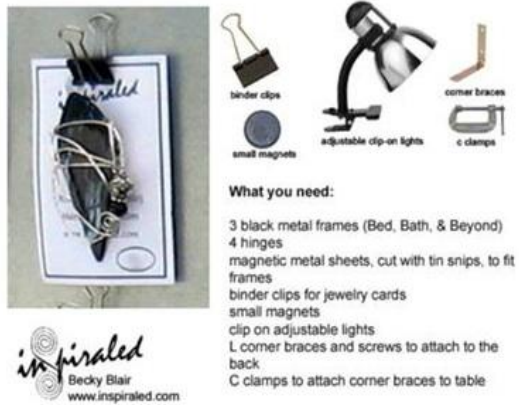 inspiraled
binder clips
small magnets
adjustable clip-on lights
corner braces
c clamps
What you need:
3 black metal frames (Bed, Bath, & Beyond)
4 hinges
magnetic metal sheets, cut with tin snips, to fit
frames
binder clips for jewelry cards
small magnets
clip on adjustable lights
L corner braces and screws to attach to the
back
C clamps to attach corner braces to table
inspiraled
Becky Blair
www.inspiraled.com